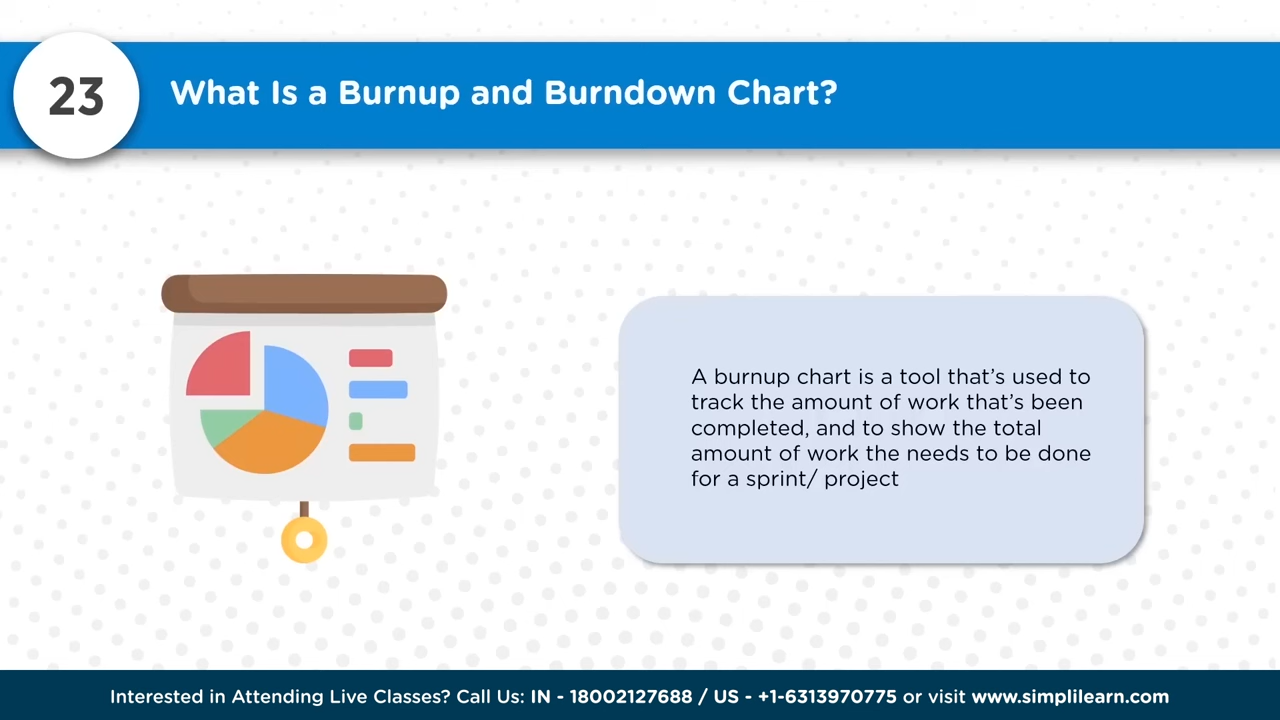 23
What Is a Burnup and Burndown Chart?
A burnup chart is a tool that's used to
track the amount of work that's been
completed, and to show the total
amount of work the needs to be done
for a sprint/ project
Interested in Attending Live Classes? Call Us: IN - 18002127688 / US - +1-6313970775 or visit www.simplilearn.com